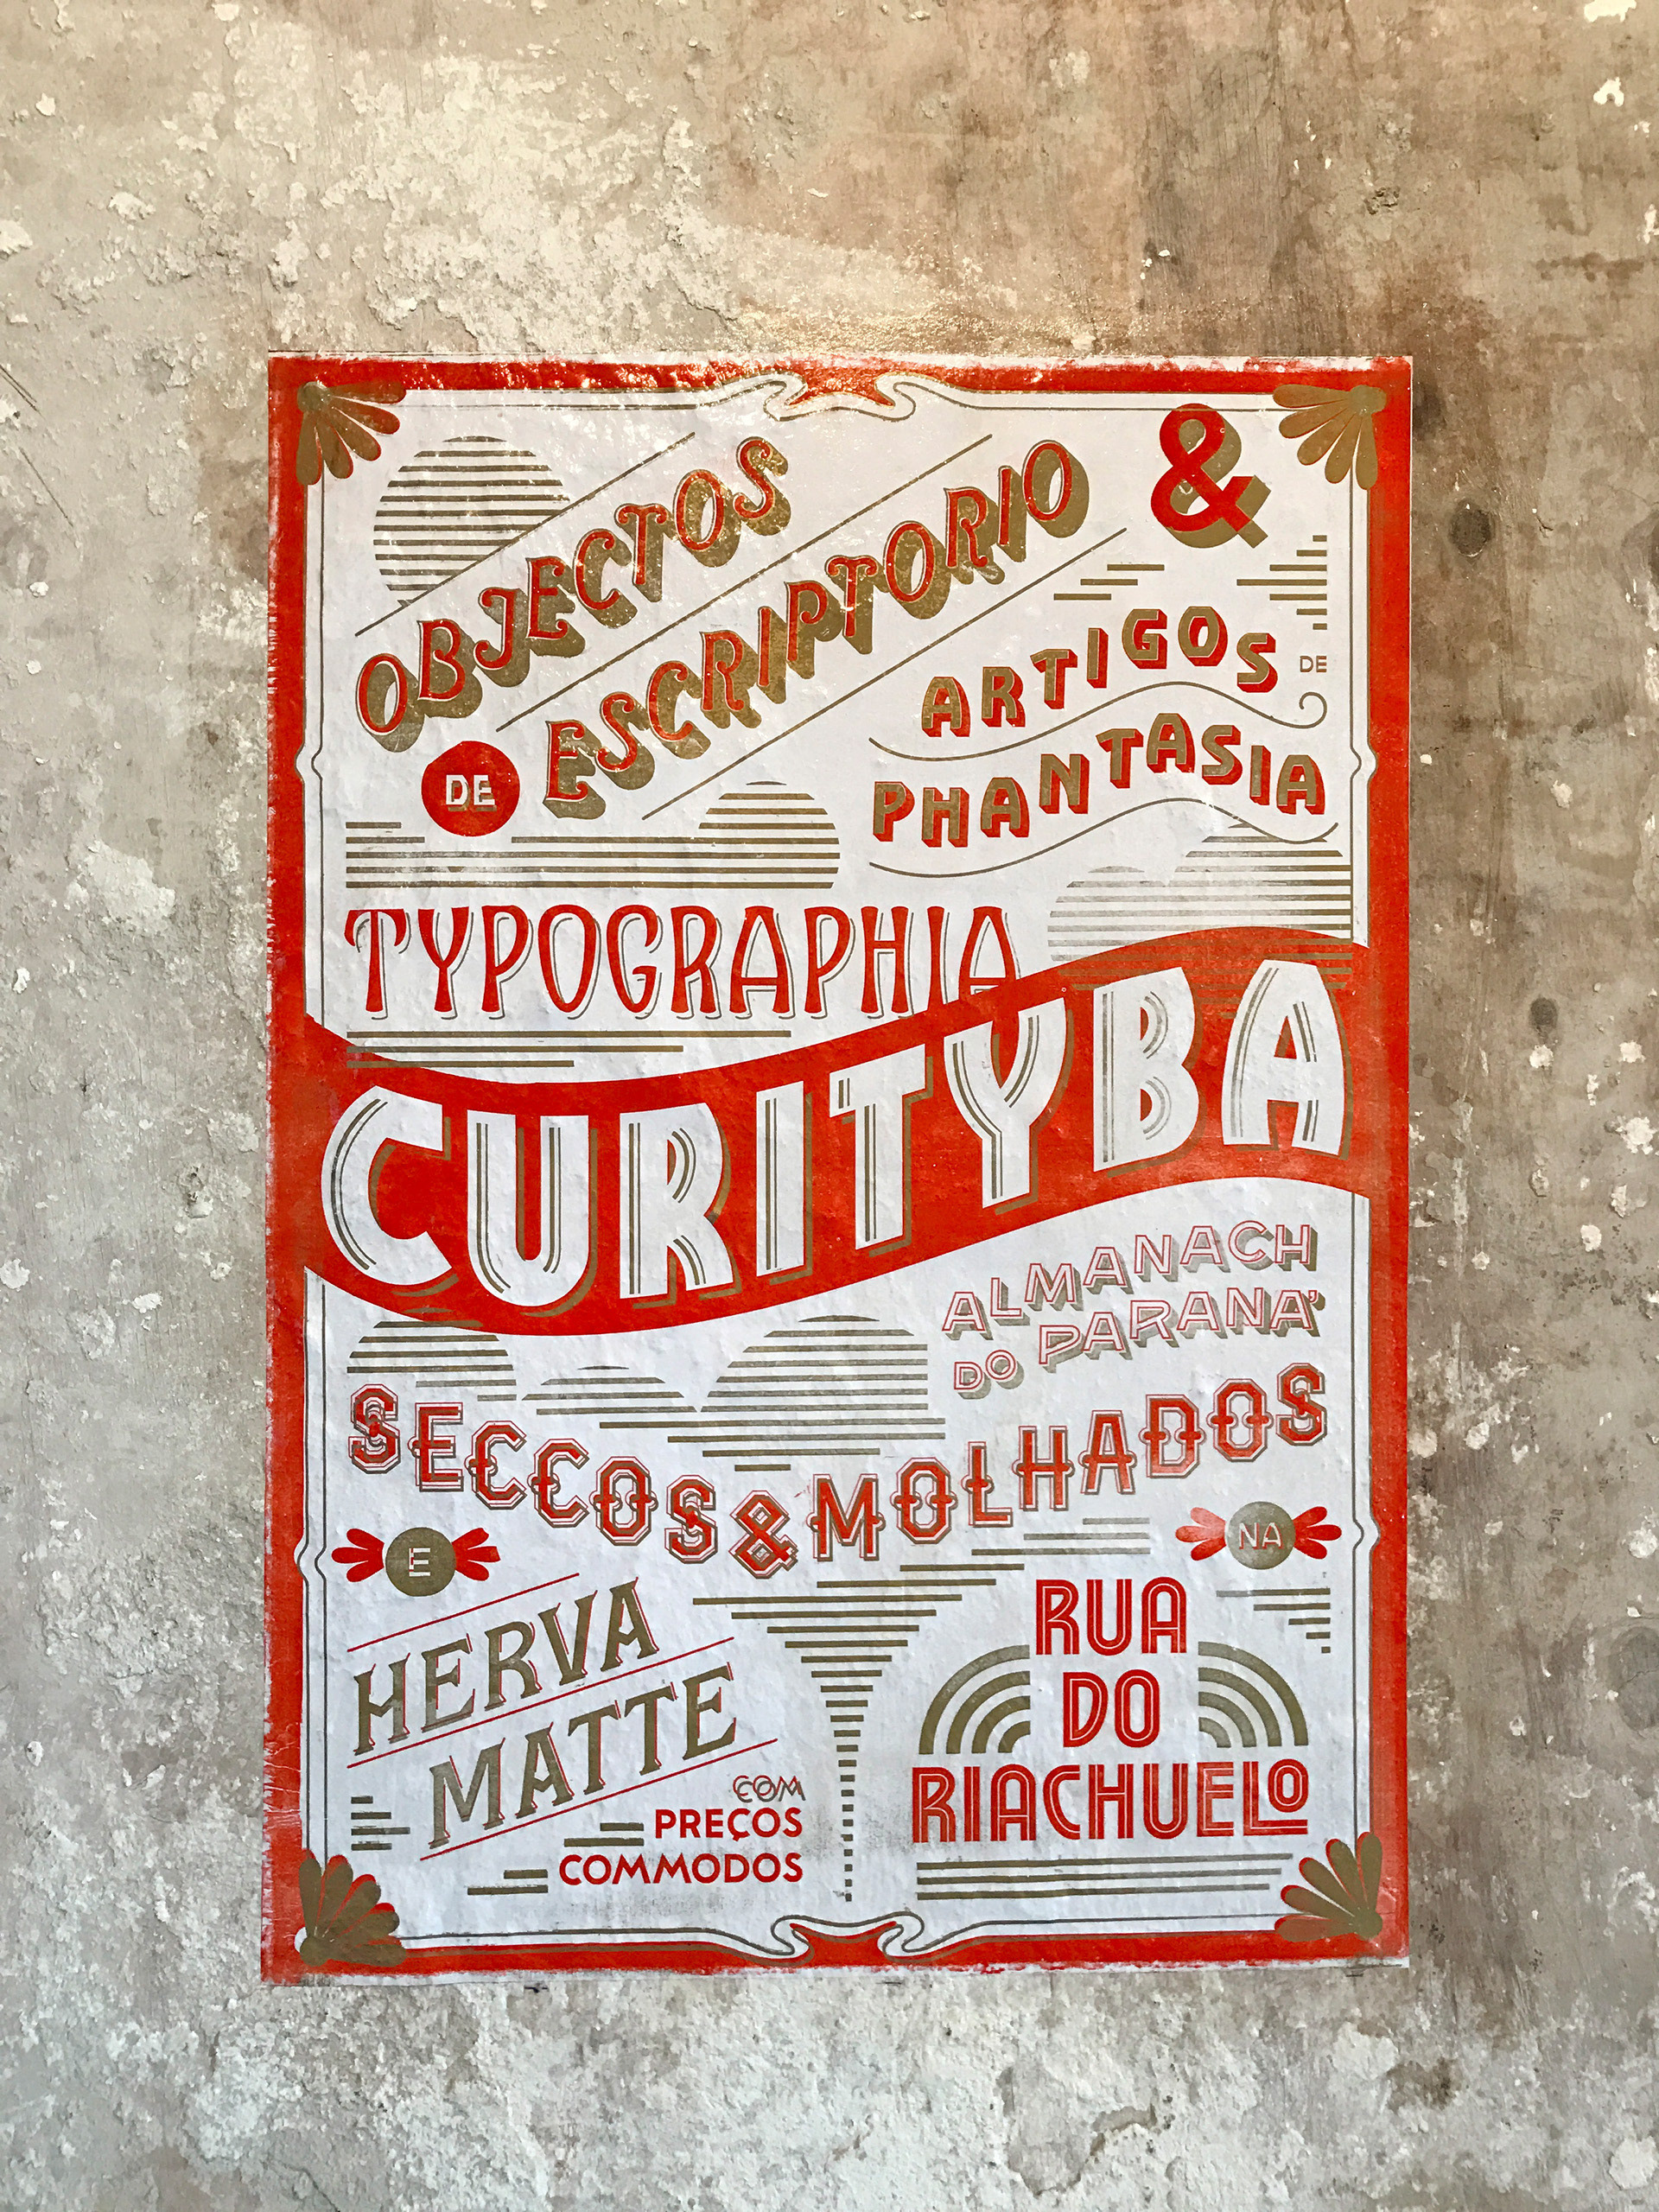 OBJECTOS
DE ESCRIPTORIO
&
ARTIGOS DE
PHANTASIA
TYPOGRAPHIA
CURITYBA
ALMANACH
DO PARANA'
SECCOS & MOLHADOS
E
HERVA
MATTE
COM
PREÇOS
COMMODOS
NA
RUA
DO
RIACHUELO